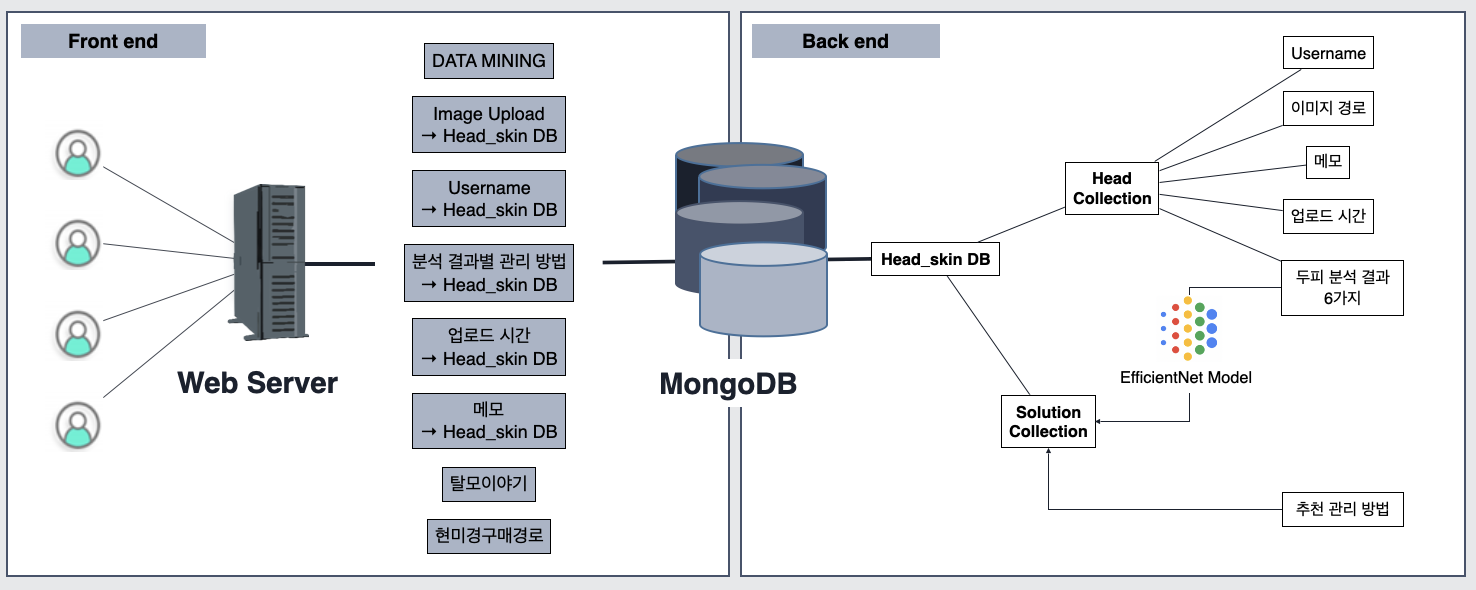 Front end
DATA MINING
Image Upload
→ Head_skin DB
Username
→ Head_skin DB
분석 결과별 관리 방법
→ Head_skin DB
업로드 시간
→ Head_skin DB
메모
→ Head_skin DB
탈모이야기
현미경구매경로
Web Server
MongoDB
Back end
Head_skin DB
Head
Collection
Username
이미지 경로
메모
업로드 시간
두피 분석 결과
6가지
EfficientNet Model
Solution
Collection
추천 관리 방법